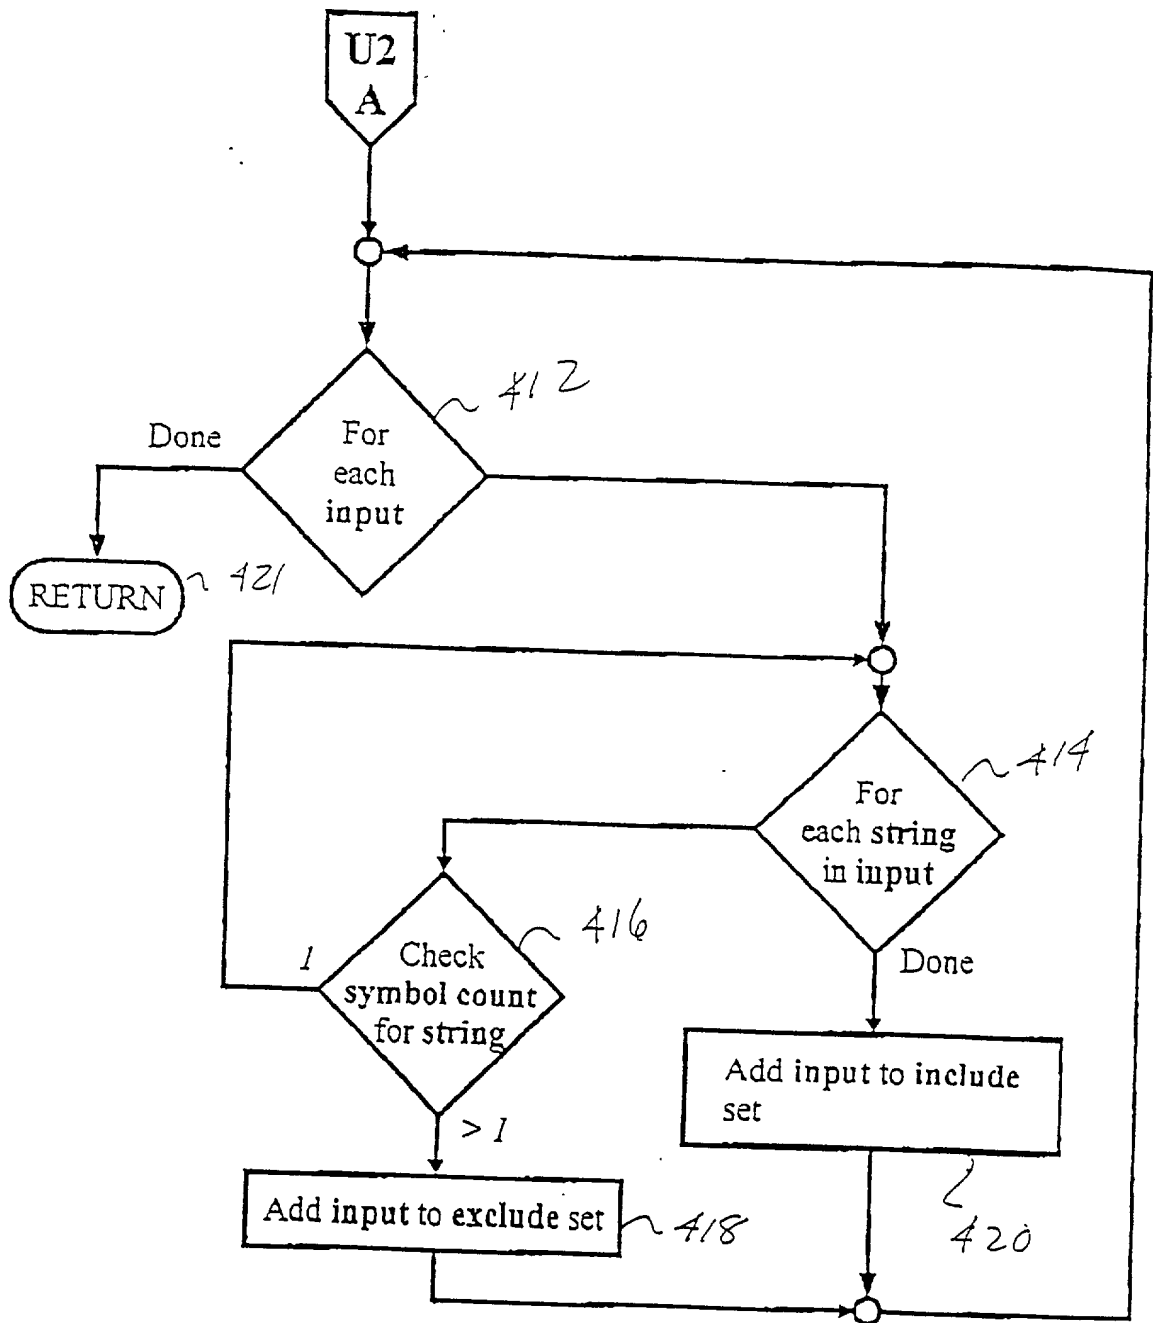 U2
A
412
Done
For
each
input
RETURN
421
414
For
each string
in input
416
1
Check
symbol count
for string
Done
> 1
Add input to include
set
Add input to exclude set
418
420